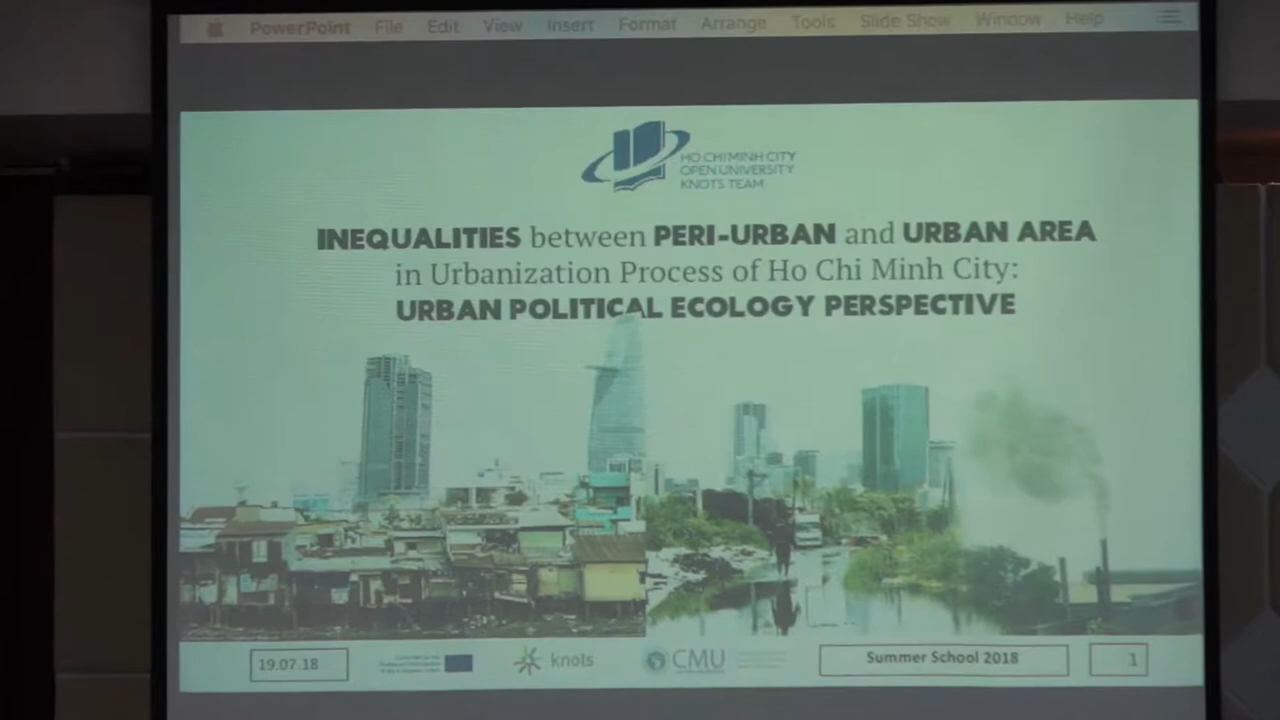 PowerPoint File Edit View Insert Format Arrange Tools Slide Show Window Help
HO CHI MINH CITY
OPEN UNIVERSITY
KNOTS TEAM
INEQUALITIES between PERI-URBAN and URBAN AREA
in Urbanization Process of Ho Chi Minh City:
URBAN POLITICAL ECOLOGY PERSPECTIVE
19.07.18
knots
CMU
Summer School 2018
1